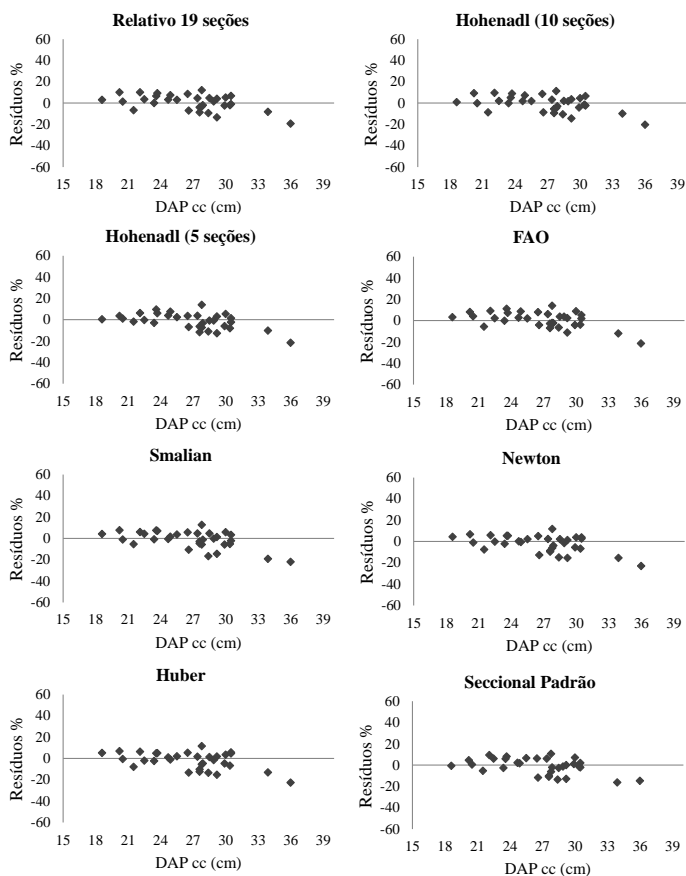 Relativo 19 seções
Resíduos %
60
40
20
0
-20
-40
-60
15 18 21 24 27 30 33 36 39
DAP cc (cm)
Hohenadl (10 seções)
Resíduos %
60
40
20
0
-20
-40
-60
15 18 21 24 27 30 33 36 39
DAP cc (cm)
Hohenadl (5 seções)
Resíduos %
60
40
20
0
-20
-40
-60
15 18 21 24 27 30 33 36 39
DAP cc (cm)
FAO
Resíduos %
60
40
20
0
-20
-40
-60
15 18 21 24 27 30 33 36 39
DAP cc (cm)
Smalian
Resíduos %
60
40
20
0
-20
-40
-60
15 18 21 24 27 30 33 36 39
DAP cc (cm)
Newton
Resíduos %
60
40
20
0
-20
-40
-60
15 18 21 24 27 30 33 36 39
DAP cc (cm)
Huber
Resíduos %
60
40
20
0
-20
-40
-60
15 18 21 24 27 30 33 36 39
DAP cc (cm)
Seccional Padrão
Resíduos %
60
40
20
0
-20
-40
-60
15 18 21 24 27 30 33 36 39
DAP cc (cm)